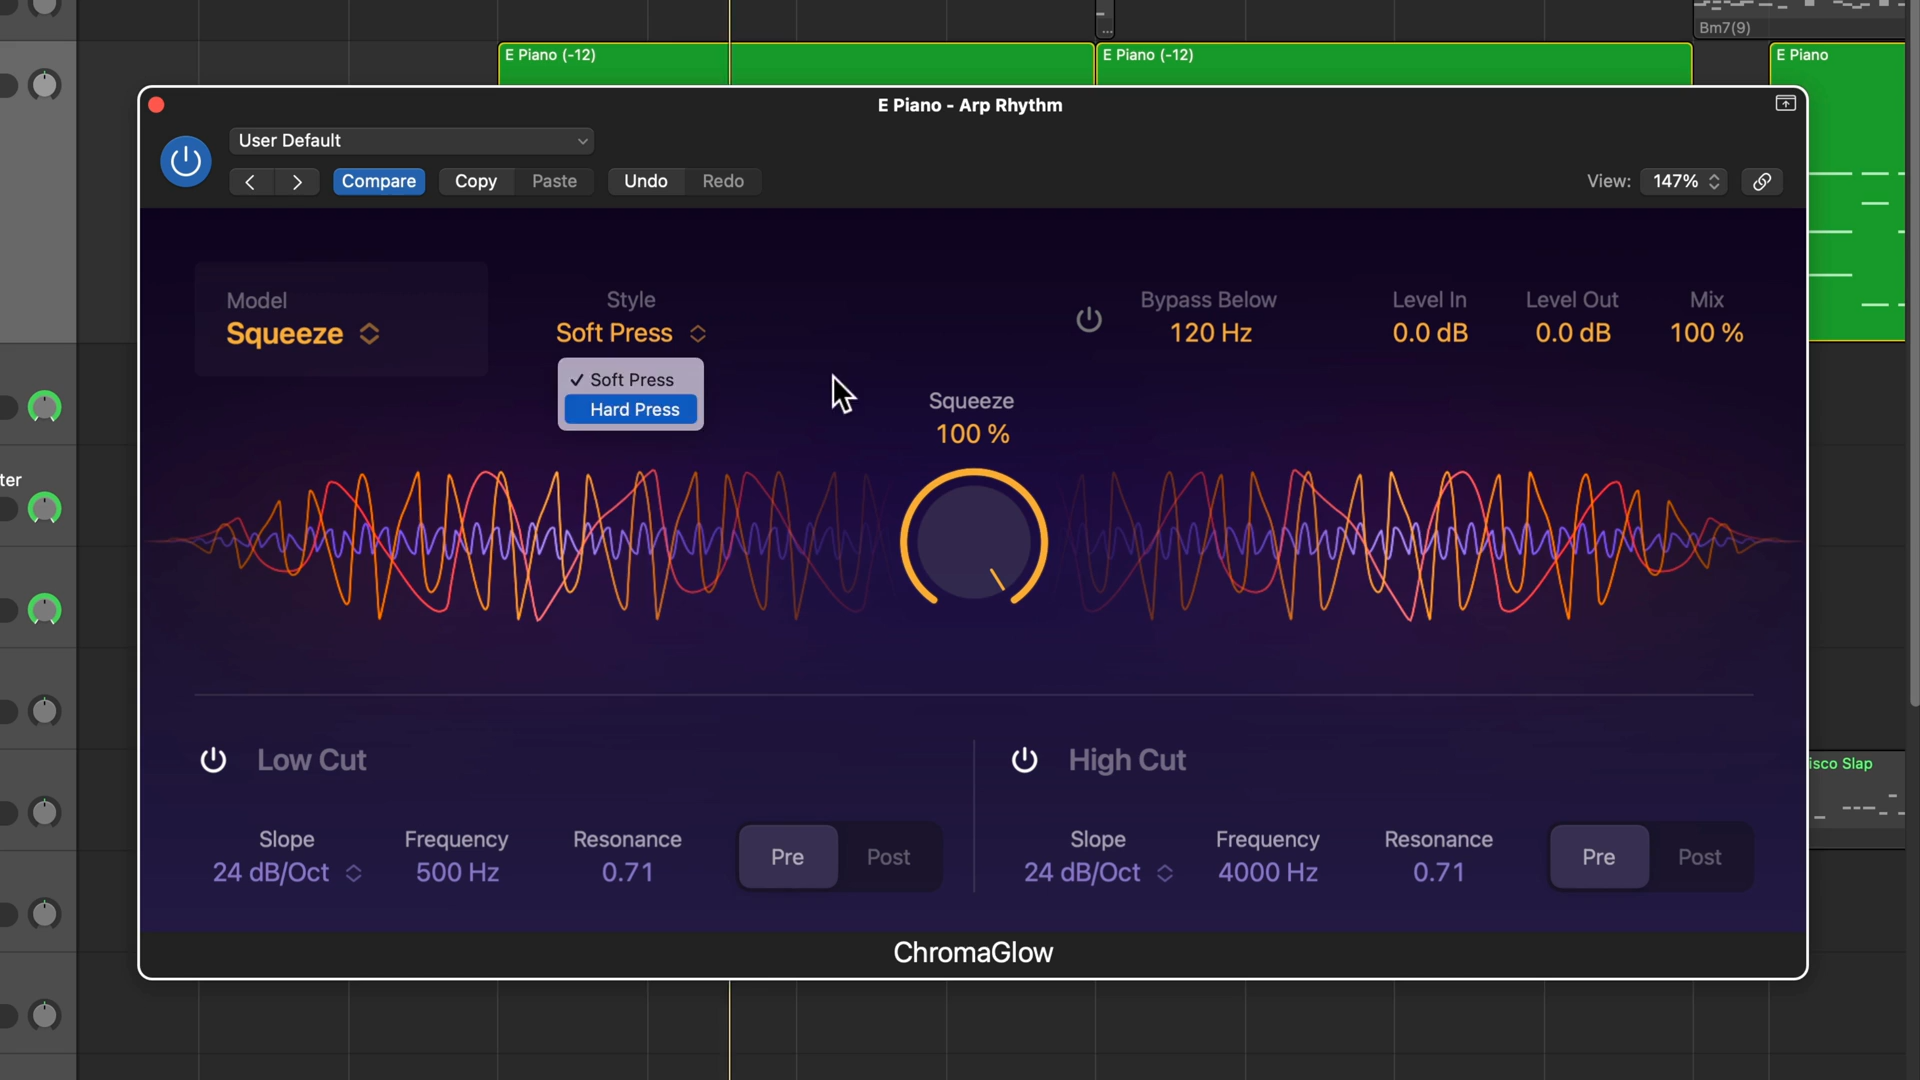 Bm7(9)
E Piano (-12)
E Piano (-12)
E Piano
E Piano - Arp Rhythm
User Default
Compare
Copy
Paste
Undo
Redo
View:
147%
Model
Squeeze
Style
Soft Press
✓ Soft Press
Hard Press
Bypass Below
120 Hz
Level In
0.0 dB
Level Out
0.0 dB
Mix
100 %
Squeeze
100 %
ter
Low Cut
High Cut
isco Slap
Slope
24 dB/Oct
Frequency
500 Hz
Resonance
0.71
Pre
Post
Slope
24 dB/Oct
Frequency
4000 Hz
Resonance
0.71
Pre
Post
ChromaGlow